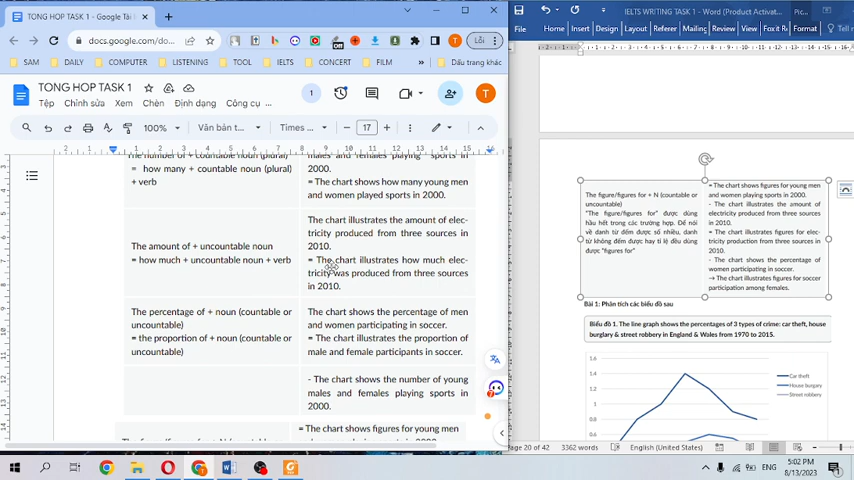 TONG HOP TASK 1 - Google Tài
docs.google.com/do...
Lỗi
SAM
DAILY
COMPUTER
LISTENING
TOOL
IELTS
CONCERT
FILM
Dấu trang khác
TONG HOP TASK 1
Tệp Chỉnh sửa Xem Chèn Định dạng Công cụ ...
1
T
100%
Văn bản t...
Times ...
17
The number of + countable noun (plural)
= how many + countable noun (plural)
+ verb
males and females playing sports in
2000.
= The chart shows how many young men
and women played sports in 2000.
The amount of + uncountable noun
= how much + uncountable noun + verb
The chart illustrates the amount of elec-
tricity produced from three sources in
2010.
= The chart illustrates how much elec-
tricity was produced from three sources
in 2010.
The percentage of + noun (countable or
uncountable)
= the proportion of + noun (countable or
uncountable)
The chart shows the percentage of men
and women participating in soccer.
= The chart illustrates the proportion of
male and female participants in soccer.
- The chart shows the number of young
males and females playing sports in
2000.
= The chart shows figures for young men
IELTS WRITING TASK 1 - Word (Product Activat...
Pic...
File Home Insert Design Layout Referer Mailing Review View Foxit Re Format Tell
The figure/figures for + N (countable or
uncountable)
"The figure/figures for" được dùng
hầu hết trong các trường hợp. Để nói
về danh từ đếm được số nhiều, danh
từ không đếm được hay tỉ lệ đều dùng
được "figures for"
= The chart shows figures for young men
and women playing sports in 2000.
- The chart illustrates the amount of
electricity produced from three sources
in 2010.
= The chart illustrates figures for elec-
tricity production from three sources in
2010.
- The chart shows the percentage of
women participating in soccer.
→ The chart illustrates figures for soccer
participation among females.
Bài 1: Phân tích các biểu đồ sau
Biểu đồ 1. The line graph shows the percentages of 3 types of crime: car theft, house
burglary & street robbery in England & Wales from 1970 to 2015.
1.6
1.4
1.2
1
0.8
0.6
Car theft
House burgary
Street robbery
Page 20 of 42 3362 words English (United States)
ENG
5:02 PM
8/13/2023